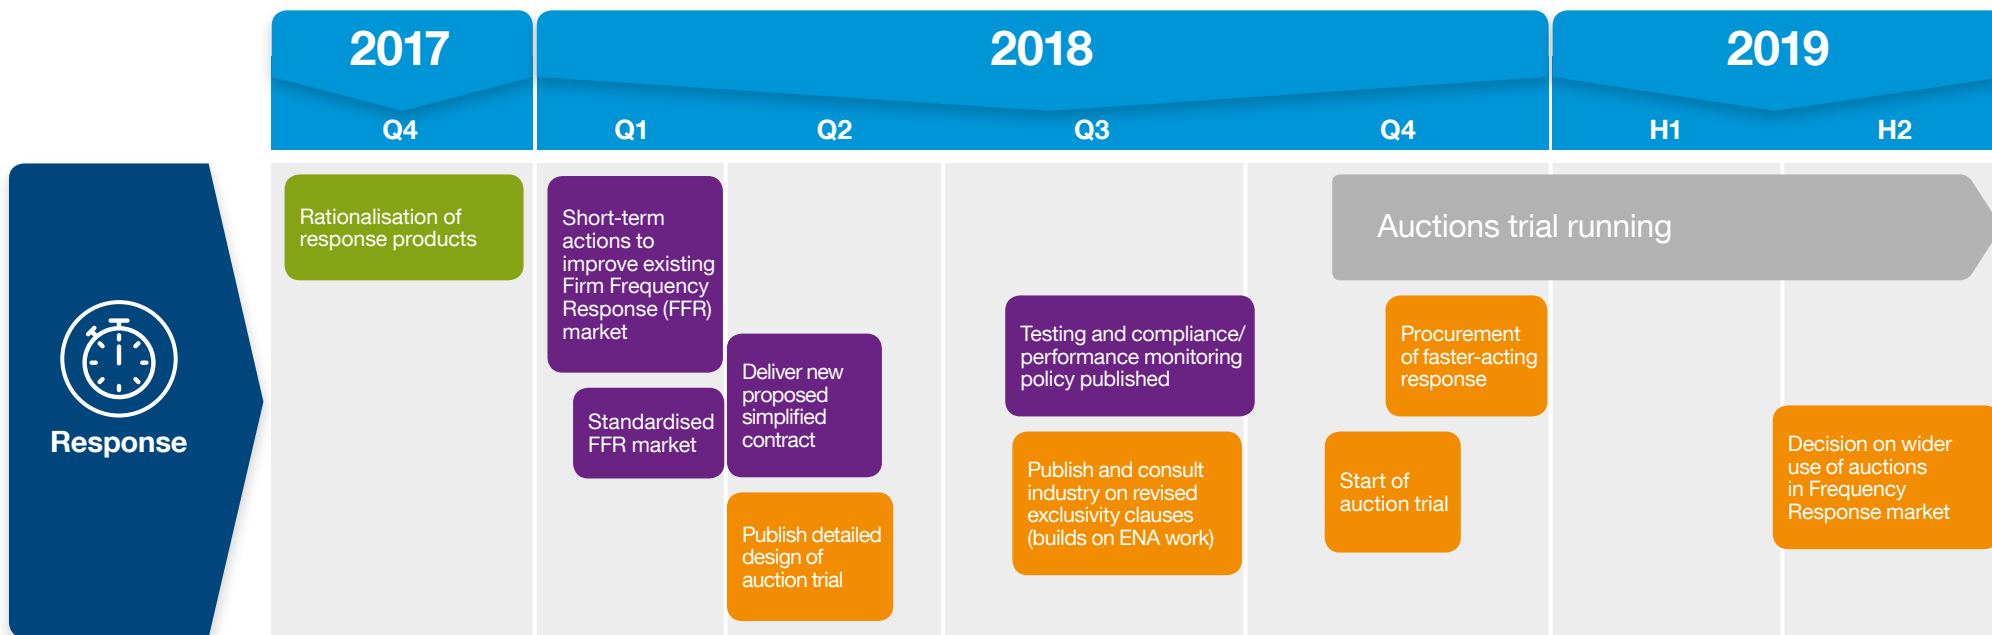 2017
2018
2019
Q4
Q1
Q2
Q3
Q4
H1
H2
Response
Rationalisation of
response products
Short-term
actions to
improve existing
Firm Frequency
Response (FFR)
market
Standardised
FFR market
Deliver new
proposed
simplified
contract
Publish detailed
design of
auction trial
Testing and compliance/
performance monitoring
policy published
Publish and consult
industry on revised
exclusivity clauses
(builds on ENA work)
Auctions trial running
Procurement
of faster-acting
response
Start of
auction trial
Decision on wider
use of auctions
in Frequency
Response market